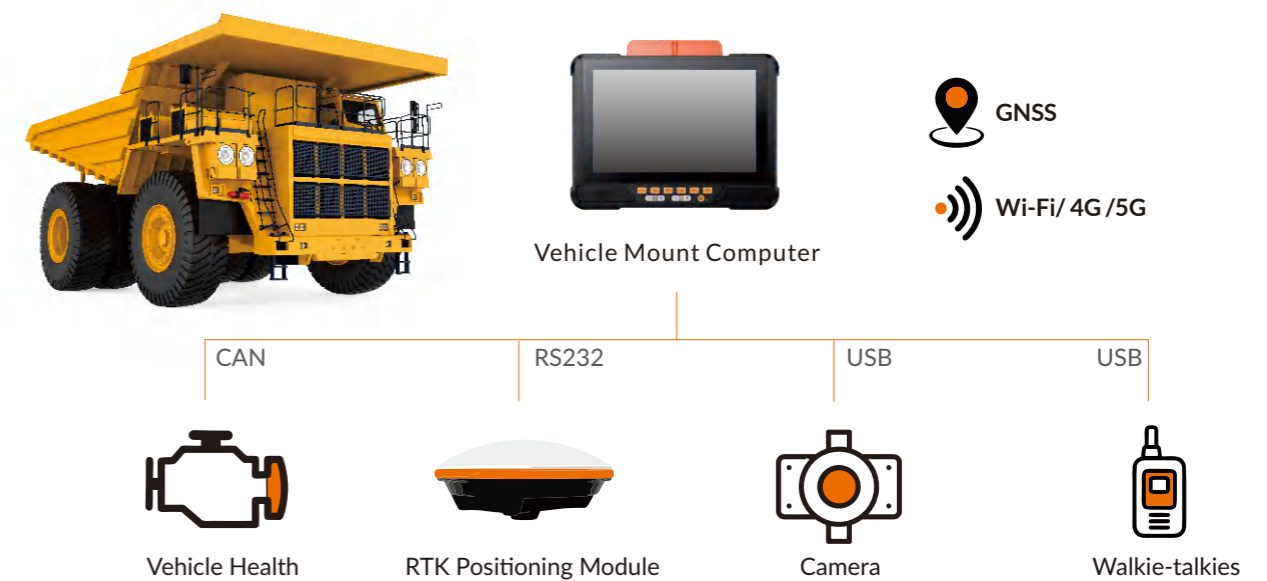 GNSS
Wi-Fi/ 4G /5G
Vehicle Mount Computer
CAN
RS232
USB
USB
Vehicle Health
RTK Positioning Module
Camera
Walkie-talkies